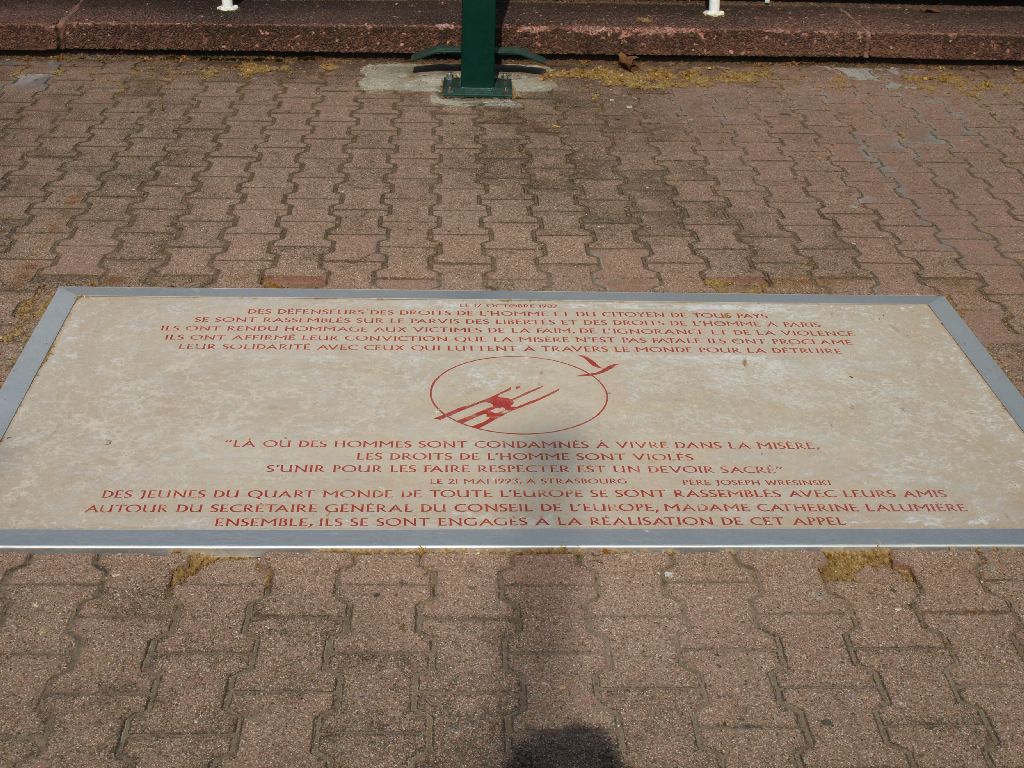 LE 17 OCTOBRE 1987
DES DÉFENSEURS DES DROITS DE L'HOMME ET DU CITOYEN DE TOUS PAYS
SE SONT RASSEMBLÉS SUR LE PARVIS DES LIBERTÉS ET DES DROITS DE L'HOMME À PARIS
ILS ONT RENDU HOMMAGE AUX VICTIMES DE LA FAIM, DE L'IGNORANCE ET DE LA VIOLENCE
ILS ONT AFFIRMÉ LEUR CONVICTION QUE LA MISÈRE N'EST PAS FATALE ILS ONT PROCLAMÉ
LEUR SOLIDARITÉ AVEC CEUX QUI LUTTENT À TRAVERS LE MONDE POUR LA DÉTRUIRE
"LÀ OÙ DES HOMMES SONT CONDAMNÉS À VIVRE DANS LA MISÈRE,
LES DROITS DE L'HOMME SONT VIOLÉS
S'UNIR POUR LES FAIRE RESPECTER EST UN DEVOIR SACRÉ"
LE 21 MAI 1993, A STRASBOURG PÈRE JOSEPH WRESINSKI
DES JEUNES DU QUART MONDE DE TOUTE L'EUROPE SE SONT RASSEMBLÉS AVEC LEURS AMIS
AUTOUR DU SECRÉTAIRE GÉNÉRAL DU CONSEIL DE L'EUROPE, MADAME CATHERINE LALUMIÈRE
ENSEMBLE, ILS SE SONT ENGAGÉS À LA RÉALISATION DE CET APPEL